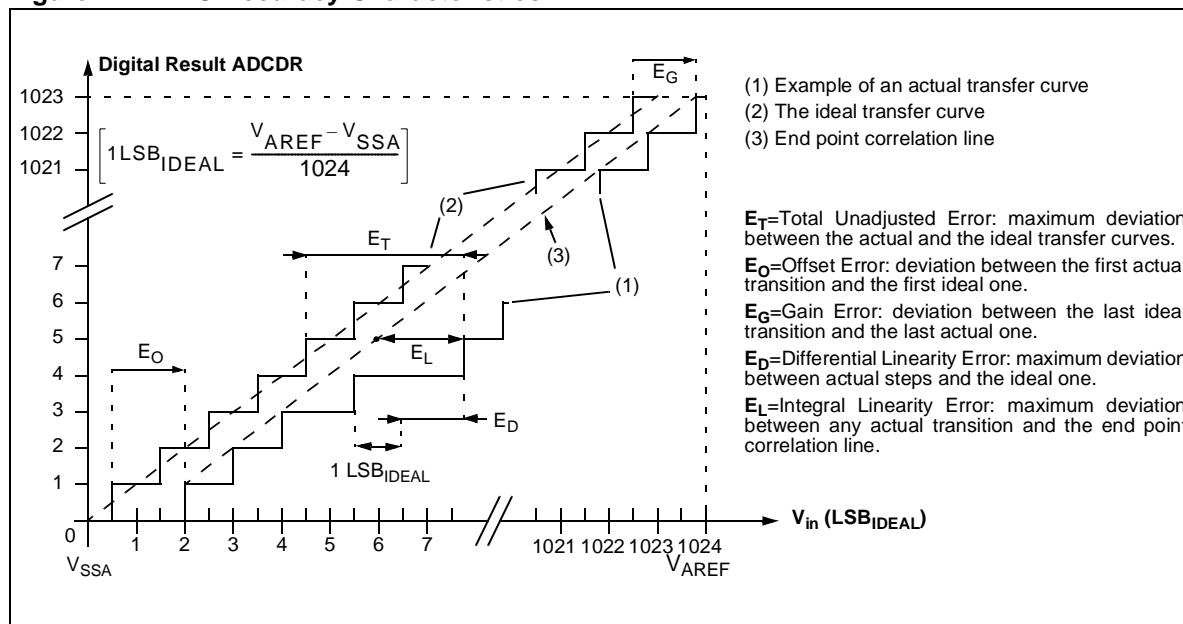 Digital Result ADCDR
E_G
1023
1022
1021
[1LSB_IDEAL = (V_AREF - V_SSA) / 1024]
(1) Example of an actual transfer curve
(2) The ideal transfer curve
(3) End point correlation line
(2)
(3)
(1)
E_T=Total Unadjusted Error: maximum deviation
between the actual and the ideal transfer curves.
E_O=Offset Error: deviation between the first actual
transition and the first ideal one.
E_G=Gain Error: deviation between the last ideal
transition and the last actual one.
E_D=Differential Linearity Error: maximum deviation
between actual steps and the ideal one.
E_L=Integral Linearity Error: maximum deviation
between any actual transition and the end point
correlation line.
E_T
7
6
5
4
3
2
1
0
E_O
E_L
E_D
1 LSB_IDEAL
1 2 3 4 5 6 7 1021 1022 1023 1024
V_in (LSB_IDEAL)
V_SSA
V_AREF